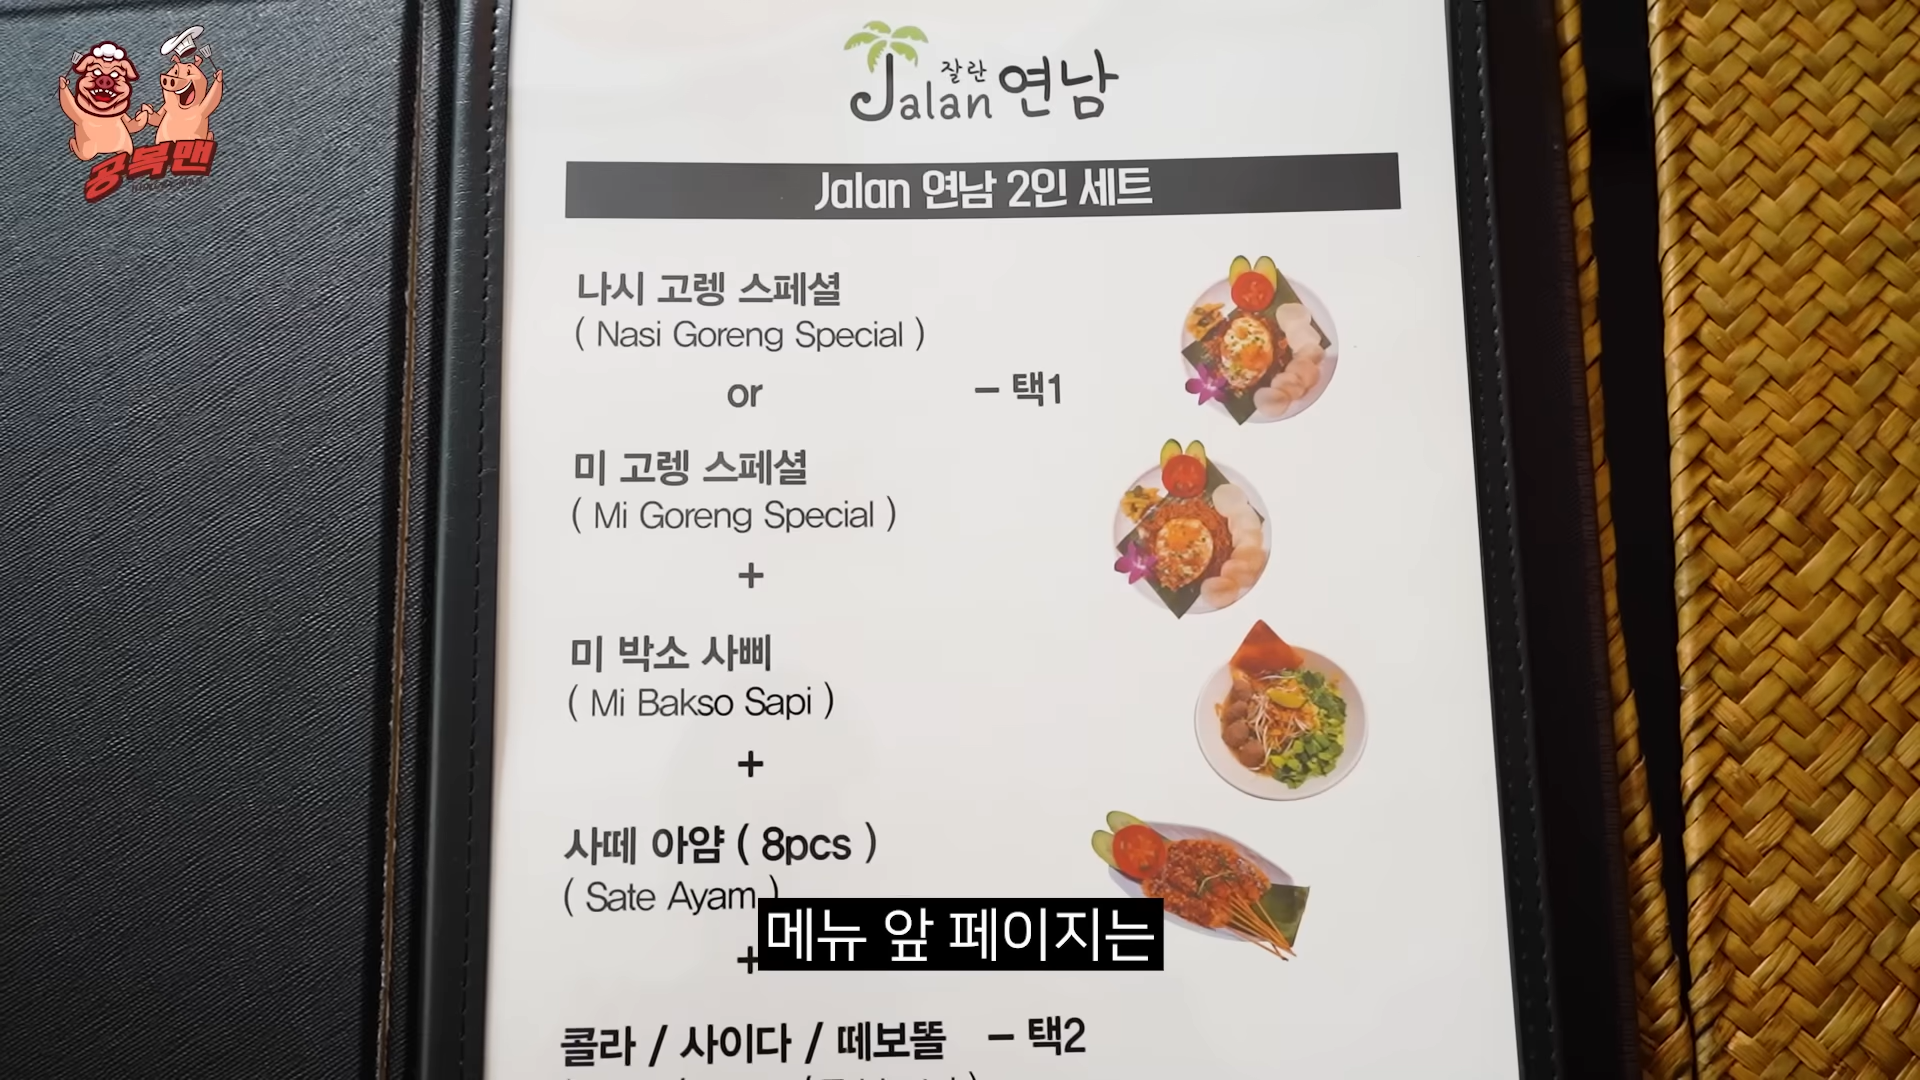 공복맨
잘란
Jalan 연남
Jalan 연남 2인 세트
나시 고렝 스페셜
( Nasi Goreng Special )
or
– 택1
미 고렝 스페셜
( Mi Goreng Special )
+
미 박소 사삐
( Mi Bakso Sapi )
+
사떼 아얌 ( 8pcs )
( Sate Ayam )
+
메뉴 앞 페이지는
콜라 / 사이다 / 떼보똘 – 택2